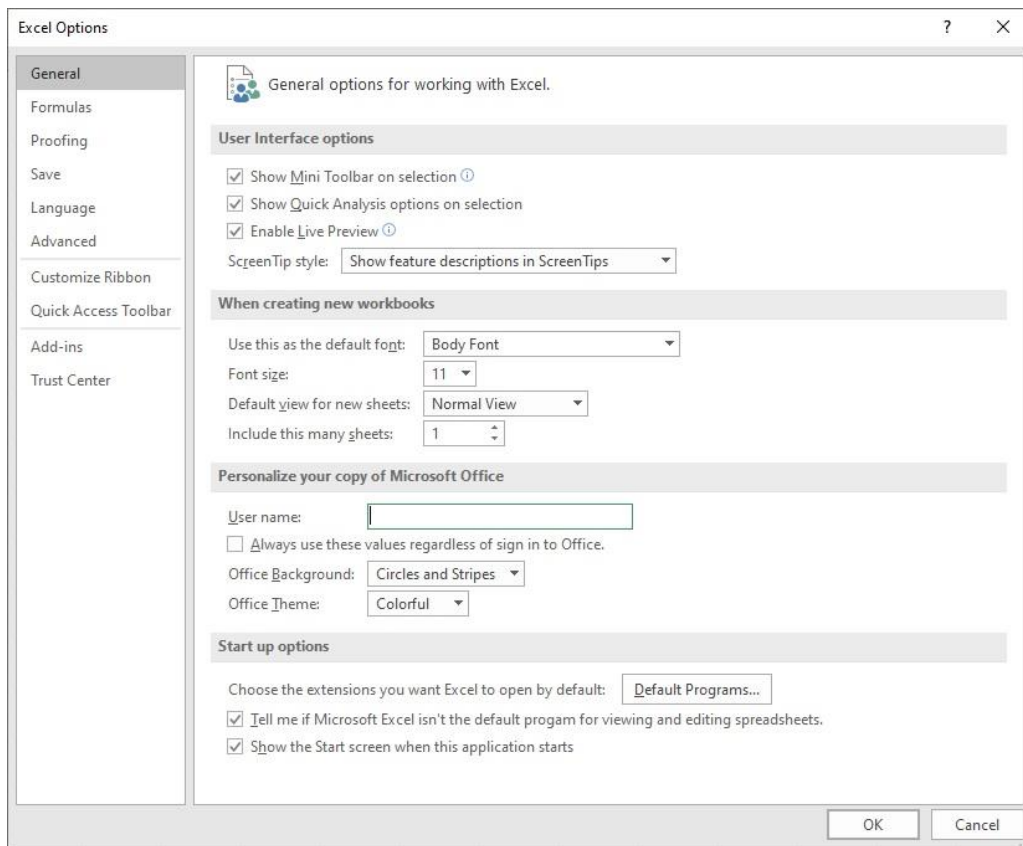 Excel Options
?
General
Formulas
Proofing
Save
Language
Advanced
Customize Ribbon
Quick Access Toolbar
Add-ins
Trust Center
General options for working with Excel.
User Interface options
Show Mini Toolbar on selection
Show Quick Analysis options on selection
Enable Live Preview
ScreenTip style: Show feature descriptions in ScreenTips
When creating new workbooks
Use this as the default font: Body Font
Font size: 11
Default view for new sheets: Normal View
Include this many sheets: 1
Personalize your copy of Microsoft Office
User name:
Always use these values regardless of sign in to Office.
Office Background: Circles and Stripes
Office Theme: Colorful
Start up options
Choose the extensions you want Excel to open by default: Default Programs...
Tell me if Microsoft Excel isn't the default progam for viewing and editing spreadsheets.
Show the Start screen when this application starts
OK Cancel